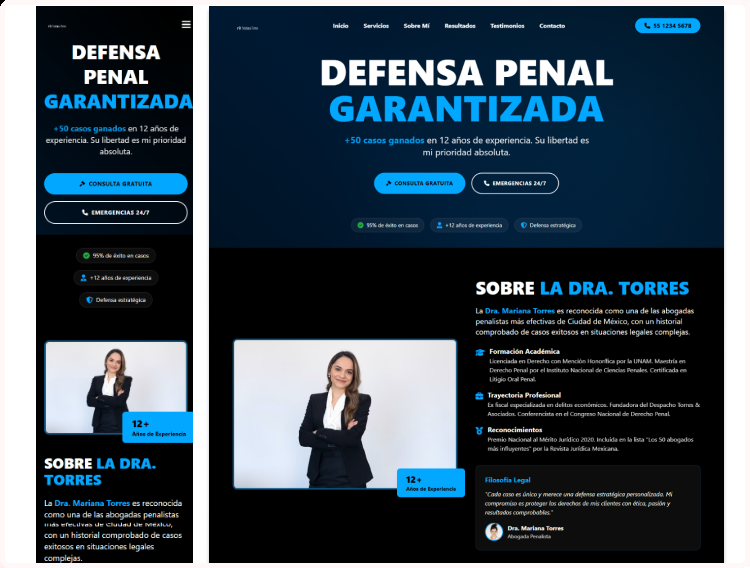 DEFENSA
PENAL
GARANTIZADA
+50 casos ganados en 12 años de
experiencia. Su libertad es mi prioridad
absoluta.
CONSULTA GRATUITA
EMERGENCIAS 24/7
95% de éxito en casos
+12 años de experiencia
Defensa estratégica
12+
Años de Experiencia
SOBRE LA DRA.
TORRES
La Dra. Mariana Torres es reconocida
como una de las abogadas penalistas
más efectivas de Ciudad de México,
con un historial comprobado de casos
exitosos en situaciones legales
complejas.
Inicio Servicios Sobre Mí Resultados Testimonios Contacto
55 1234 5678
DEFENSA PENAL
GARANTIZADA
+50 casos ganados en 12 años de experiencia. Su libertad es
mi prioridad absoluta.
CONSULTA GRATUITA EMERGENCIAS 24/7
95% de éxito en casos +12 años de experiencia Defensa estratégica
12+
Años de Experiencia
SOBRE LA DRA. TORRES
La Dra. Mariana Torres es reconocida como una de las abogadas
penalistas más efectivas de Ciudad de México, con un historial
comprobado de casos exitosos en situaciones legales complejas.
Formación Académica
Licenciada en Derecho con Mención Honorífica por la UNAM. Maestría en
Derecho Penal por el Instituto Nacional de Ciencias Penales. Certificada en
Litigio Oral Penal.
Trayectoria Profesional
Ex fiscal especializada en delitos económicos. Fundadora del Despacho Torres &
Asociados. Conferencista en el Congreso Nacional de Derecho Penal.
Reconocimientos
Premio Nacional al Mérito Jurídico 2020. Incluida en la lista "Los 50 abogados
más influyentes" por la Revista Jurídica Mexicana.
Filosofía Legal
"Cada caso es único y merece una defensa estratégica personalizada. Mi
compromiso es proteger los derechos de mis clientes con ética, pasión y
resultados comprobables."
Dra. Mariana Torres
Abogada Penalista